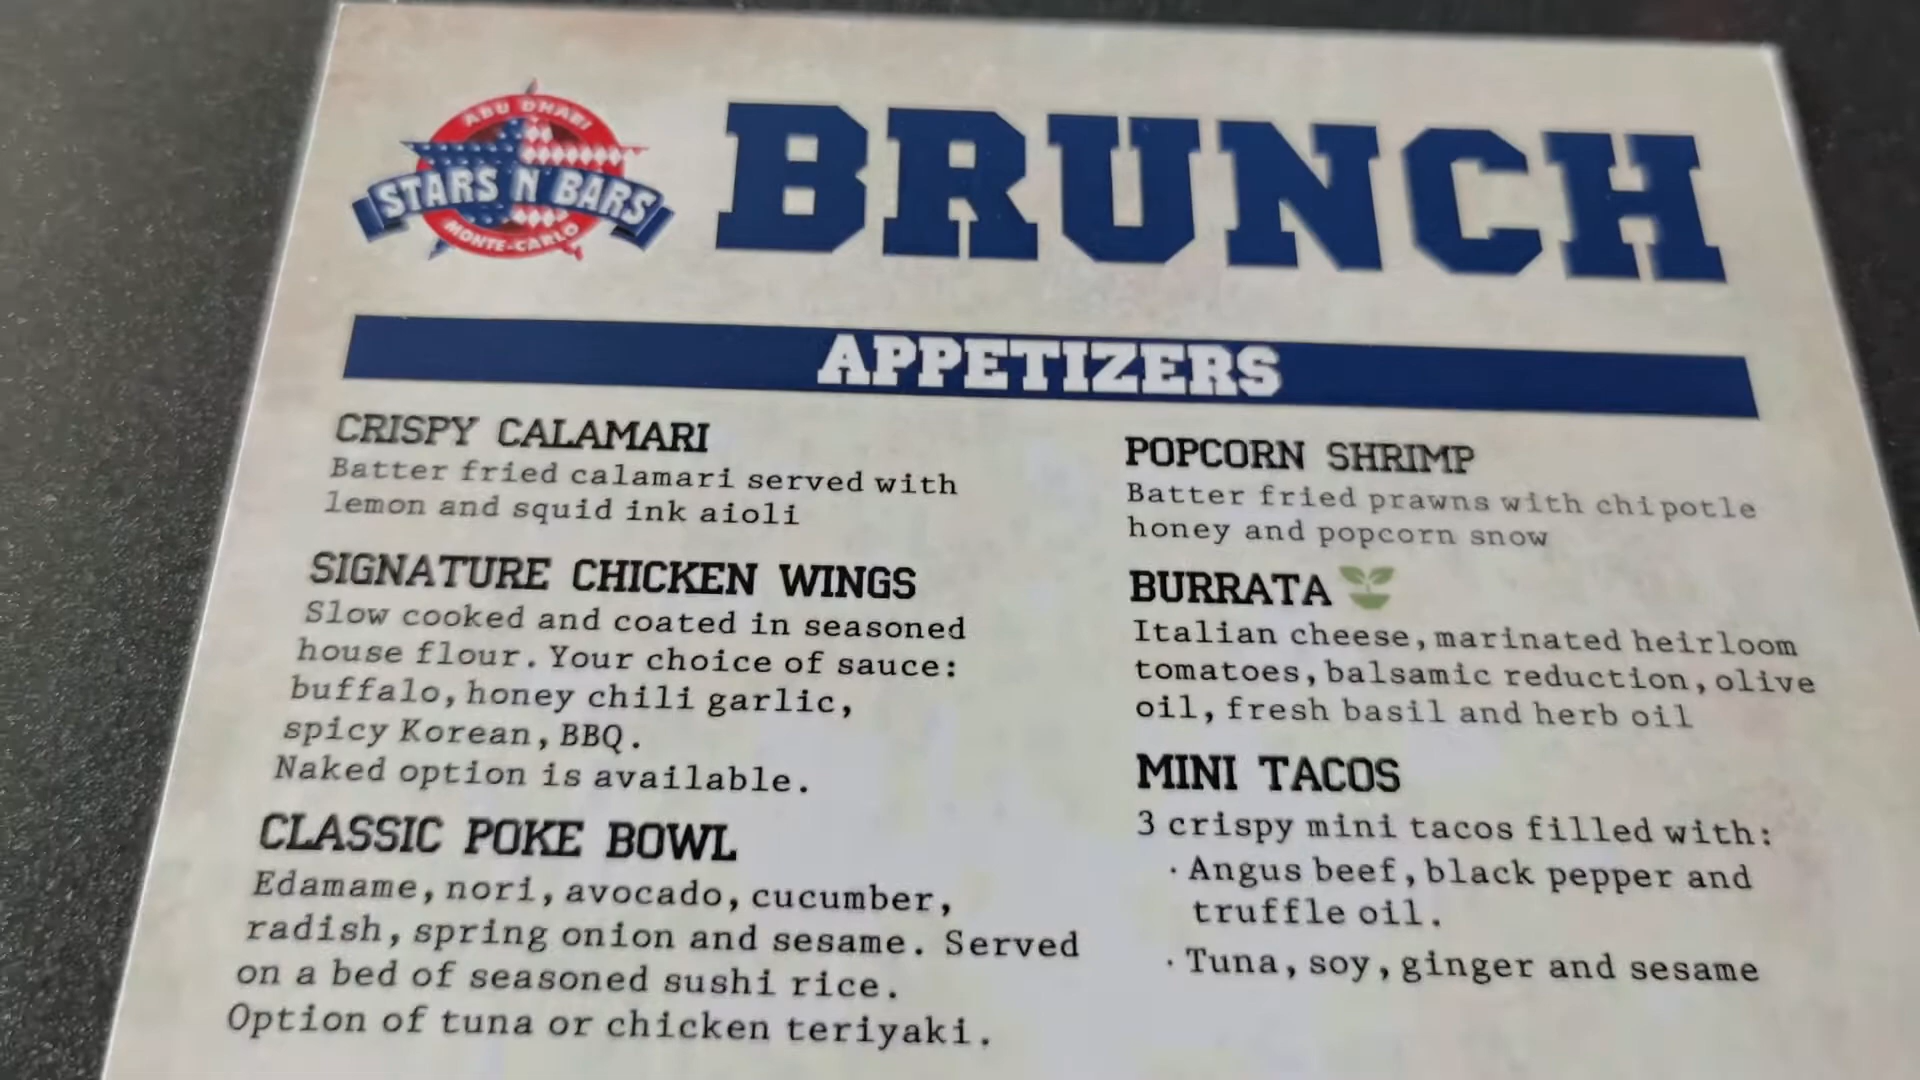 ABU DHABI
STARS 'N' BARS
MONTE-CARLO
BRUNCH
APPETIZERS
CRISPY CALAMARI
Batter fried calamari served with
lemon and squid ink aioli
SIGNATURE CHICKEN WINGS
Slow cooked and coated in seasoned
house flour. Your choice of sauce:
buffalo, honey chili garlic,
spicy Korean, BBQ.
Naked option is available.
CLASSIC POKE BOWL
Edamame, nori, avocado, cucumber,
radish, spring onion and sesame. Served
on a bed of seasoned sushi rice.
Option of tuna or chicken teriyaki.
POPCORN SHRIMP
Batter fried prawns with chipotle
honey and popcorn snow
BURRATA
Italian cheese, marinated heirloom
tomatoes, balsamic reduction, olive
oil, fresh basil and herb oil
MINI TACOS
3 crispy mini tacos filled with:
· Angus beef, black pepper and
truffle oil.
· Tuna, soy, ginger and sesame